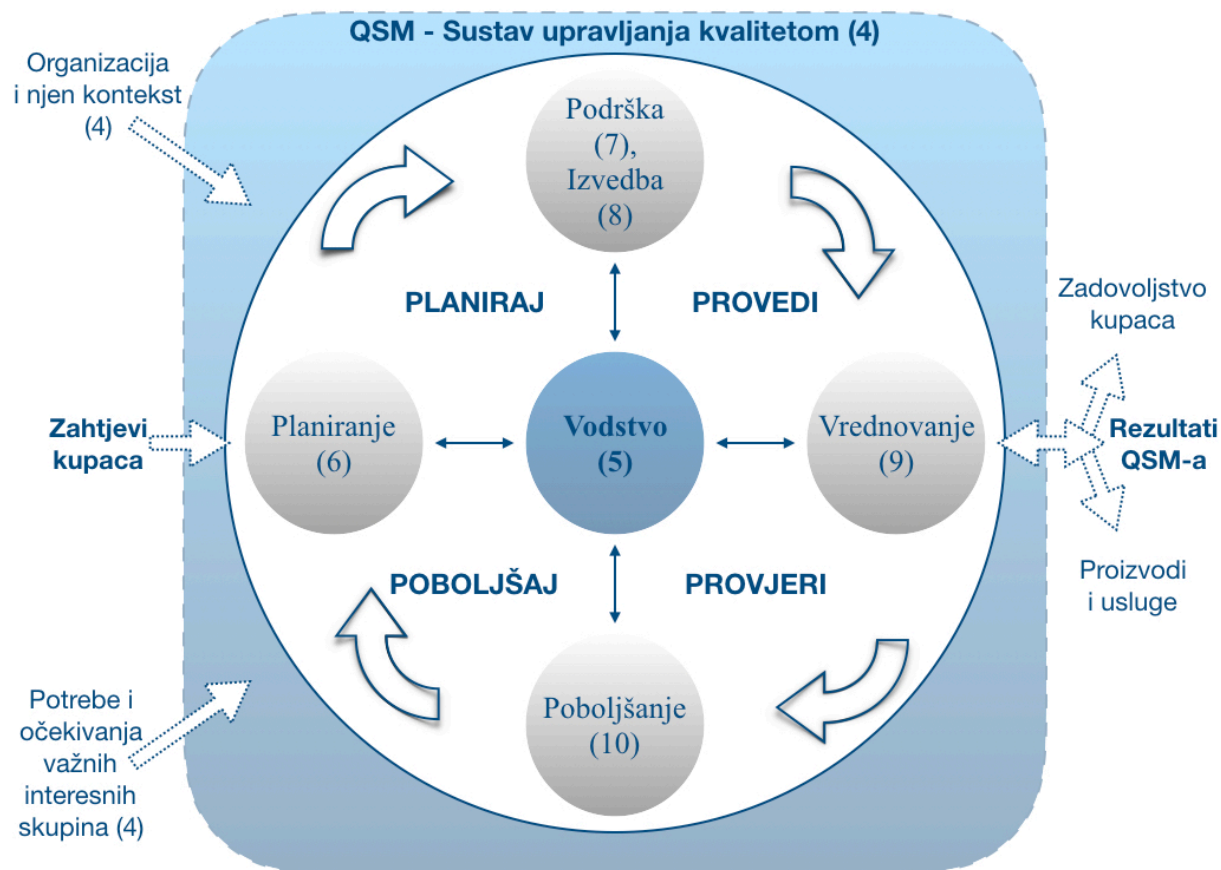 QSM - Sustav upravljanja kvalitetom (4)
Organizacija
i njen kontekst
(4)
Podrška
(7),
Izvedba
(8)
PLANIRAJ
PROVEDI
Zadovoljstvo
kupaca
Zahtjevi
kupaca
Planiranje
(6)
Vodstvo
(5)
Vrednovanje
(9)
Rezultati
QSM-a
POBOLJŠAJ
PROVJERI
Proizvodi
i usluge
Potrebe i
očekivanja
važnih
interesnih
skupina (4)
Poboljšanje
(10)